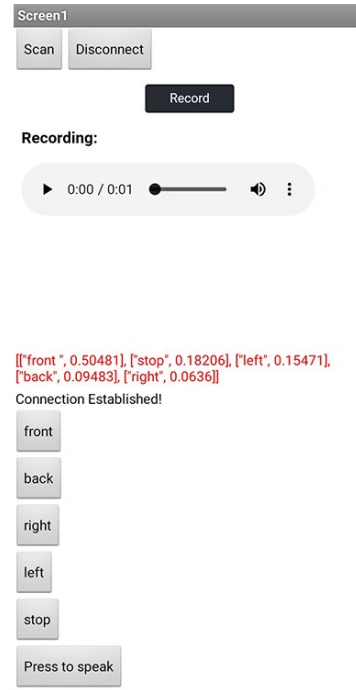 Screen1
Scan Disconnect
Record
Recording:
0:00 / 0:01
[["front ", 0.50481], ["stop", 0.18206], ["left", 0.15471],
["back", 0.09483], ["right", 0.0636]]
Connection Established!
front
back
right
left
stop
Press to speak